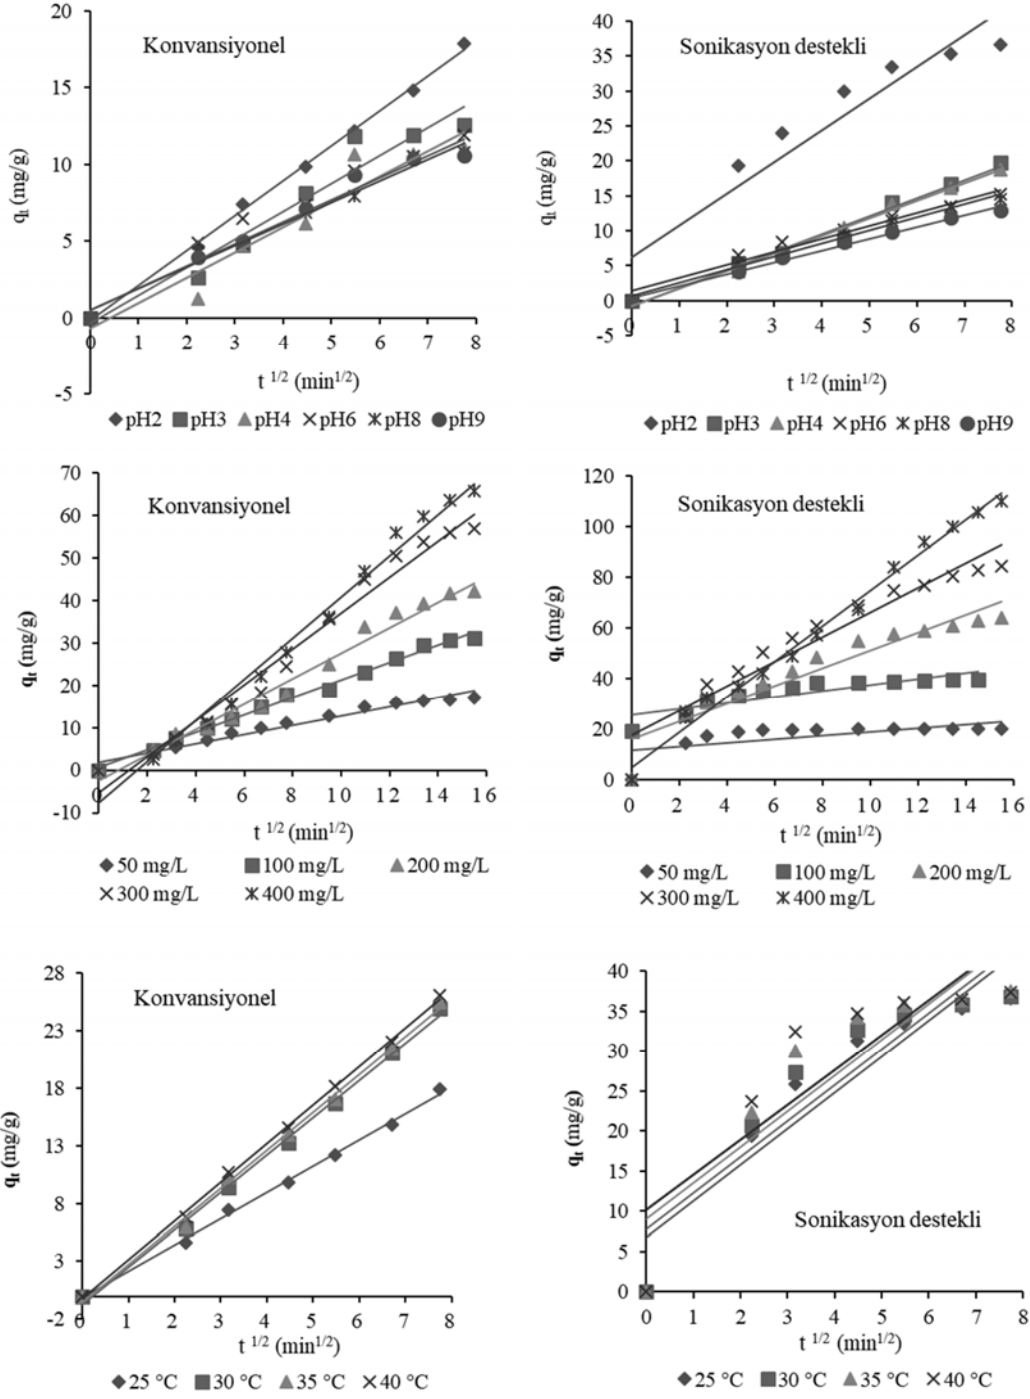 Konvansiyonel
20
15
10
5
0
-5
0 1 2 3 4 5 6 7 8
qt (mg/g)
t 1/2 (min1/2)
pH2 pH3 pH4 pH6 pH8 pH9
Sonikasyon destekli
40
35
30
25
20
15
10
5
0
-5
0 1 2 3 4 5 6 7 8
qt (mg/g)
t 1/2 (min1/2)
pH2 pH3 pH4 pH6 pH8 pH9
Konvansiyonel
70
60
50
40
30
20
10
0
-10
0 2 4 6 8 10 12 14 16
qt (mg/g)
t 1/2 (min1/2)
50 mg/L 100 mg/L 200 mg/L
300 mg/L 400 mg/L
Sonikasyon destekli
120
100
80
60
40
20
0
0 2 4 6 8 10 12 14 16
qt (mg/g)
t 1/2 (min1/2)
50 mg/L 100 mg/L 200 mg/L
300 mg/L 400 mg/L
Konvansiyonel
28
23
18
13
8
3
-2
0 1 2 3 4 5 6 7 8
qt (mg/g)
t 1/2 (min1/2)
25 °C 30 °C 35 °C 40 °C
40
35
30
25
20
15
10
5
0
Sonikasyon destekli
0 1 2 3 4 5 6 7 8
qt (mg/g)
t 1/2 (min1/2)
25 °C 30 °C 35 °C 40 °C